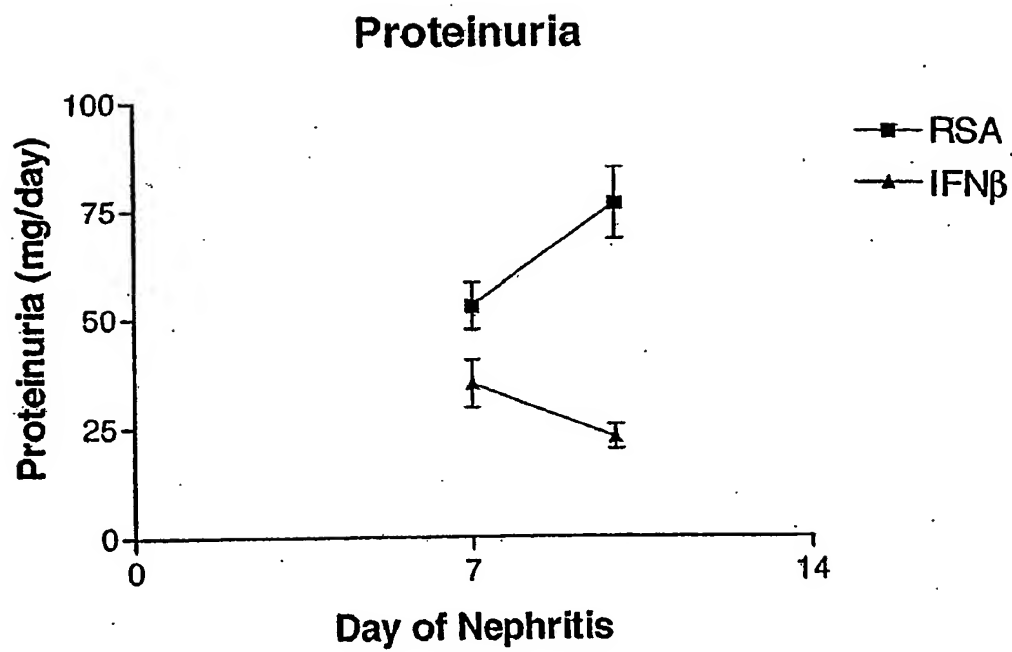 Proteinuria
100
75
50
25
0
Proteinuria (mg/day)
0 7 14
Day of Nephritis
RSA
IFNβ